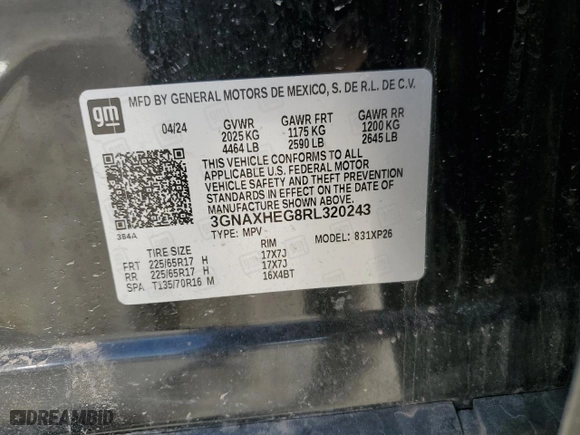 gm
MFD BY GENERAL MOTORS DE MEXICO, S. DE R.L. DE C.V.
04/24 GVWR GAWR FRT GAWR RR
2025 KG 1175 KG 1200 KG
4464 LB 2590 LB 2645 LB
THIS VEHICLE CONFORMS TO ALL
APPLICABLE U.S. FEDERAL MOTOR
VEHICLE SAFETY AND THEFT PREVENTION
STANDARDS IN EFFECT ON THE DATE OF
MANUFACTURE SHOWN ABOVE.
3GNAXHEG8RL320243
384A
TYPE: MPV MODEL: 831XP26
TIRE SIZE RIM
FRT 225/65R17 H 17X7J
RR 225/65R17 H 17X7J
SPA T135/70R16 M 16X4BT
DREAMBID